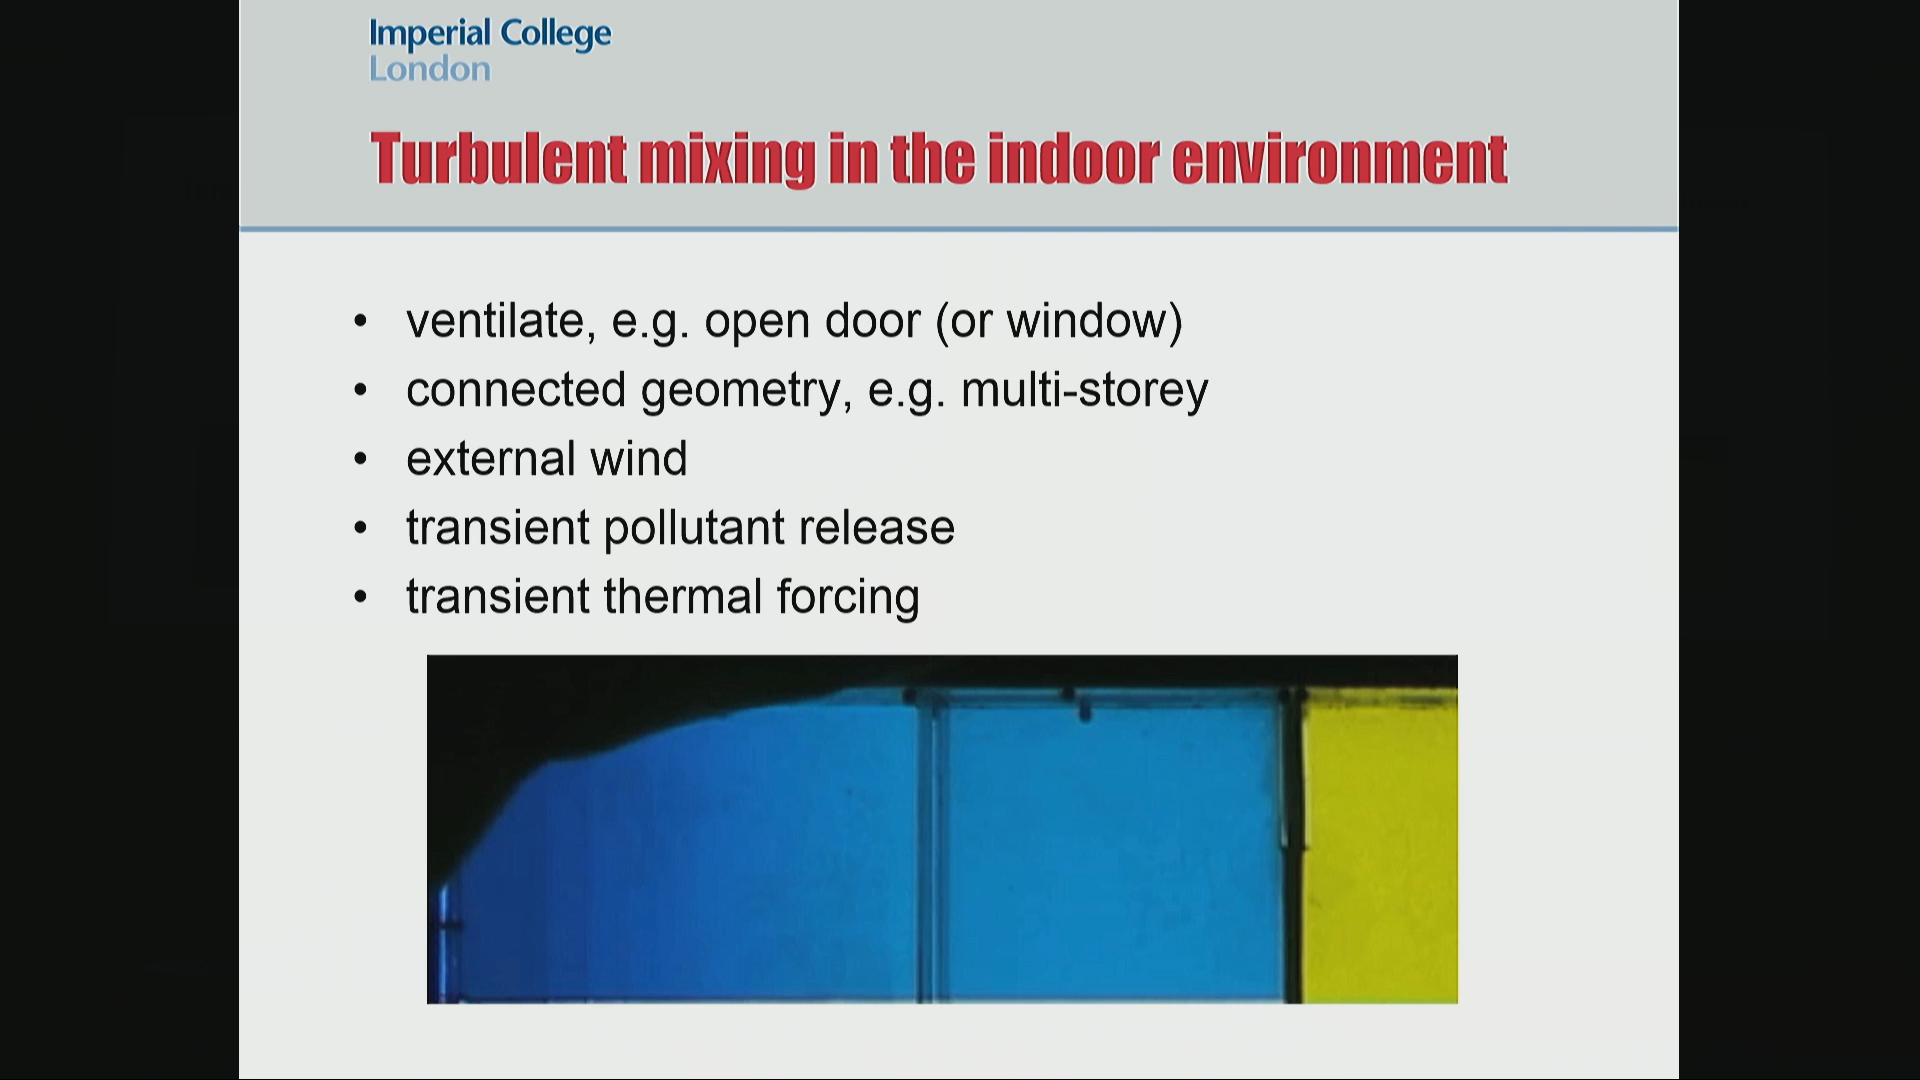 Imperial College
London
Turbulent mixing in the indoor environment
• ventilate, e.g. open door (or window)
• connected geometry, e.g. multi-storey
• external wind
• transient pollutant release
• transient thermal forcing